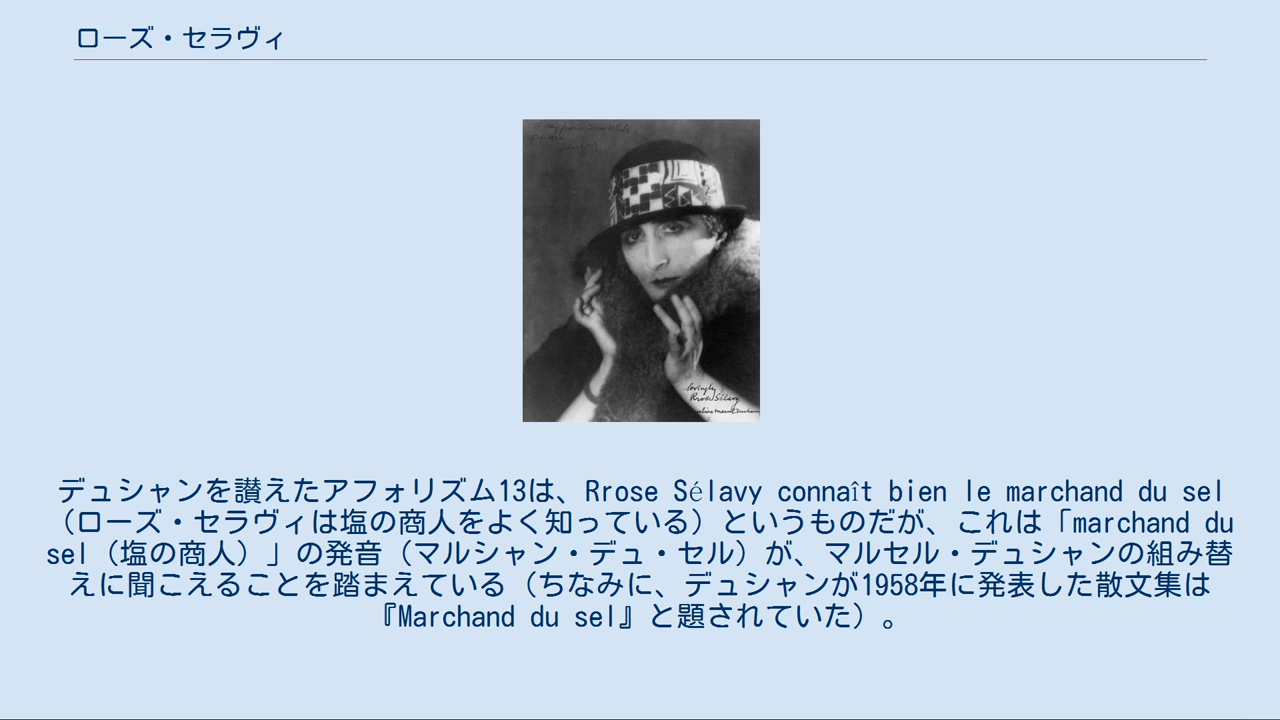 ローズ・セラヴィ
lovingly
Rrose Sélavy
デュシャンを讃えたアフォリズム13は、Rrose Sélavy connaît bien le marchand du sel
（ローズ・セラヴィは塩の商人をよく知っている）というものだが、これは「marchand du
sel（塩の商人）」の発音（マルシャン・デュ・セル）が、マルセル・デュシャンの組み替
えに聞こえることを踏まえている（ちなみに、デュシャンが1958年に発表した散文集は
『Marchand du sel』と題されていた）。